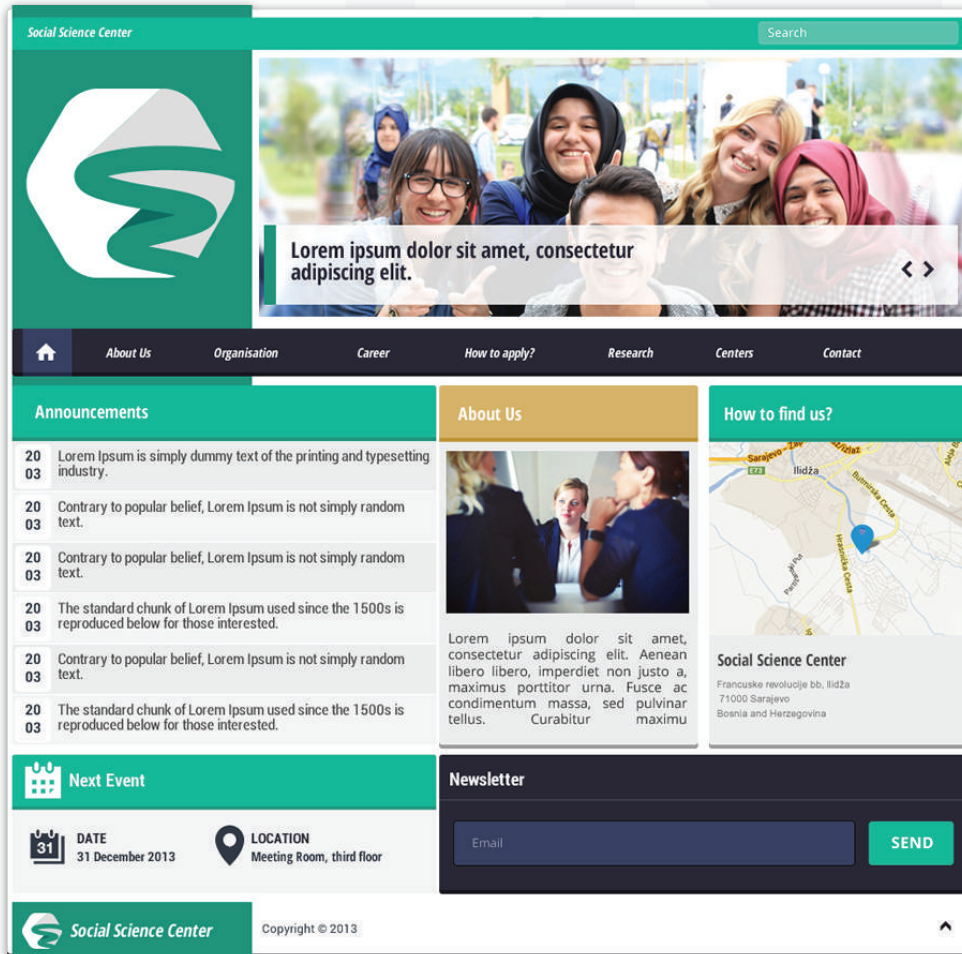 Social Science Center
Search
Lorem ipsum dolor sit amet, consectetur
adipiscing elit.
About Us
Organisation
Career
How to apply?
Research
Centers
Contact
Announcements
20
03
Lorem Ipsum is simply dummy text of the printing and typesetting
industry.
20
03
Contrary to popular belief, Lorem Ipsum is not simply random
text.
20
03
Contrary to popular belief, Lorem Ipsum is not simply random
text.
20
03
The standard chunk of Lorem Ipsum used since the 1500s is
reproduced below for those interested.
20
03
Contrary to popular belief, Lorem Ipsum is not simply random
text.
20
03
The standard chunk of Lorem Ipsum used since the 1500s is
reproduced below for those interested.
About Us
Lorem ipsum dolor sit amet,
consectetur adipiscing elit. Aenean
libero libero, imperdiet non justo a,
maximus porttitor urna. Fusce ac
condimentum massa, sed pulvinar
tellus. Curabitur maximu
How to find us?
Sarajevo
E73
Ilidža
Butmirska Cesta
Hrasnička Cesta
Aleja
Social Science Center
Francuske revolucije bb, Ilidža
71000 Sarajevo
Bosnia and Herzegovina
Next Event
31
DATE
31 December 2013
LOCATION
Meeting Room, third floor
Newsletter
Email
SEND
Social Science Center
Copyright © 2013